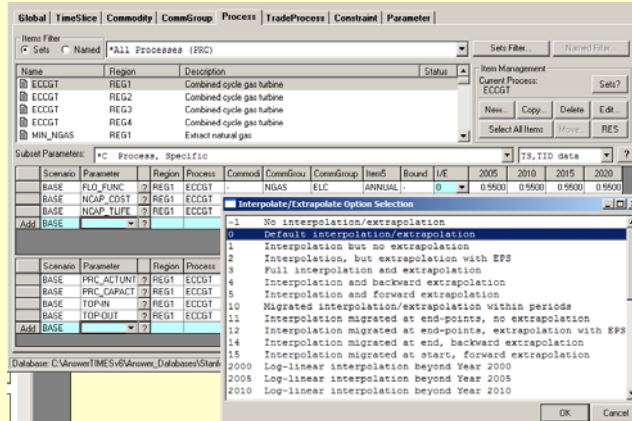 Global TimeSlice Commodity CommGroup Process TradeProcess Constraint Parameter
Items Filter
Sets Named *All Processes (PRC) Sets Filter... Named Filter...
Name Region Description Status
Item Management
ECCGT REG1 Combined cycle gas turbine
Current Process:
ECCGT
Sets?
ECCGT REG2 Combined cycle gas turbine
ECCGT REG3 Combined cycle gas turbine
New... Copy... Delete Edit...
ECCGT REG4 Combined cycle gas turbine
MIN_NGAS REG1 Extract natural gas
Select All Items Move... RES
Subset Parameters: *C Process, Specific TS,TID data ?
Scenario Parameter Region Process Commodi CommGrou CommGroup Item5 Bound I/E 2005 2010 2015 2020
BASE FLO_FUNC ? REG1 ECCGT - NGAS ELC ANNUAL - 0 0.5500 0.5500 0.5500 0.5500
BASE NCAP_COST ? REG1 ECCGT
BASE NCAP_TLIFE ? REG1 ECCGT
Add BASE ? REG1 ECCGT
Scenario Parameter Region Process
BASE PRC_ACTUNT ? REG1 ECCGT
BASE PRC_CAPACT ? REG1 ECCGT
BASE TOP-IN ? REG1 ECCGT
BASE TOP-OUT ? REG1 ECCGT
Add BASE ? REG1 ECCGT
Database: C:\AnswerTIMESv6\Answer_Databases\Stanf
Interpolate/Extrapolate Option Selection
-1 No interpolation/extrapolation
0 Default interpolation/extrapolation
1 Interpolation but no extrapolation
2 Interpolation, but extrapolation with EPS
3 Full interpolation and extrapolation
4 Interpolation and backward extrapolation
5 Interpolation and forward extrapolation
10 Migrated interpolation/extrapolation within periods
11 Interpolation migrated at end-points, no extrapolation
12 Interpolation migrated at end-points, extrapolation with EPS
14 Interpolation migrated at end, backward extrapolation
15 Interpolation migrated at start, forward extrapolation
2000 Log-linear interpolation beyond Year 2000
2005 Log-linear interpolation beyond Year 2005
2010 Log-linear interpolation beyond Year 2010
OK Cancel